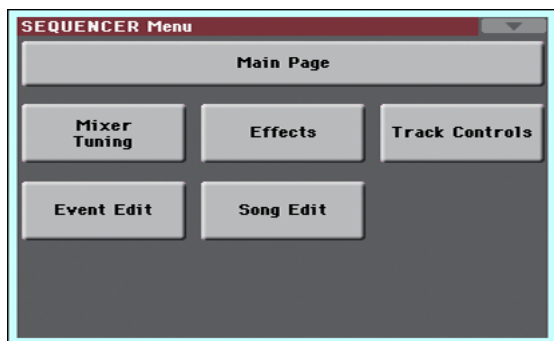 SEQUENCER Menu
Main Page
Mixer
Tuning
Effects
Track Controls
Event Edit
Song Edit